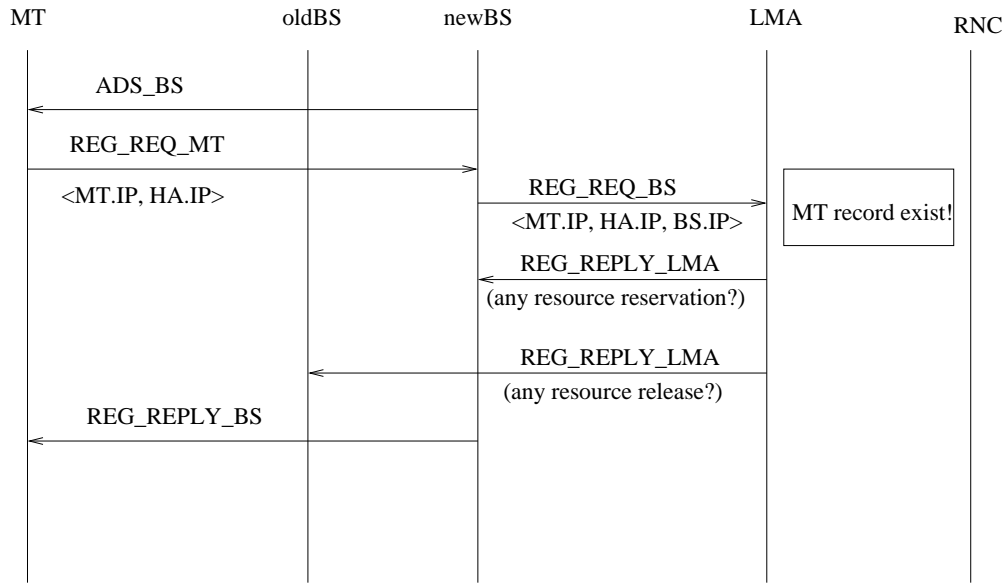 MT oldBS newBS LMA RNC
ADS_BS
REG_REQ_MT
<MT.IP, HA.IP>
REG_REQ_BS
<MT.IP, HA.IP, BS.IP>
MT record exist!
REG_REPLY_LMA
(any resource reservation?)
REG_REPLY_LMA
(any resource release?)
REG_REPLY_BS